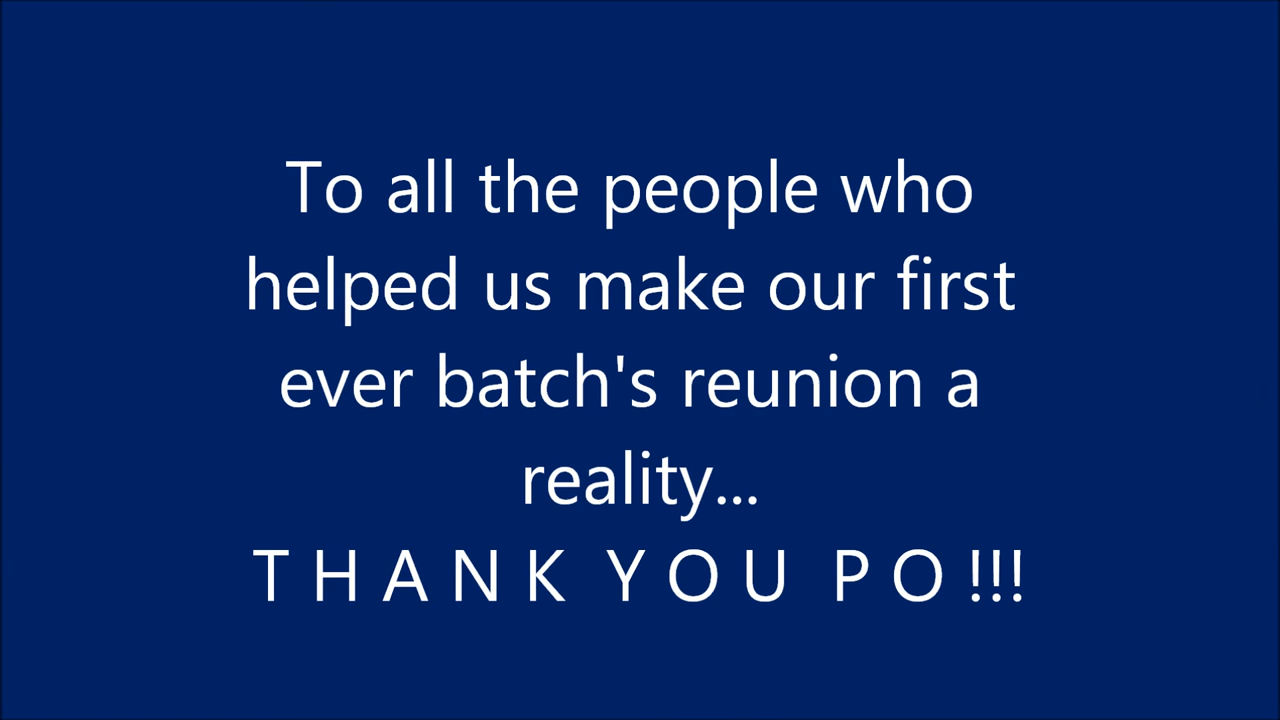 To all the people who
helped us make our first
ever batch's reunion a
reality...
T H A N K  Y O U  P O !!!